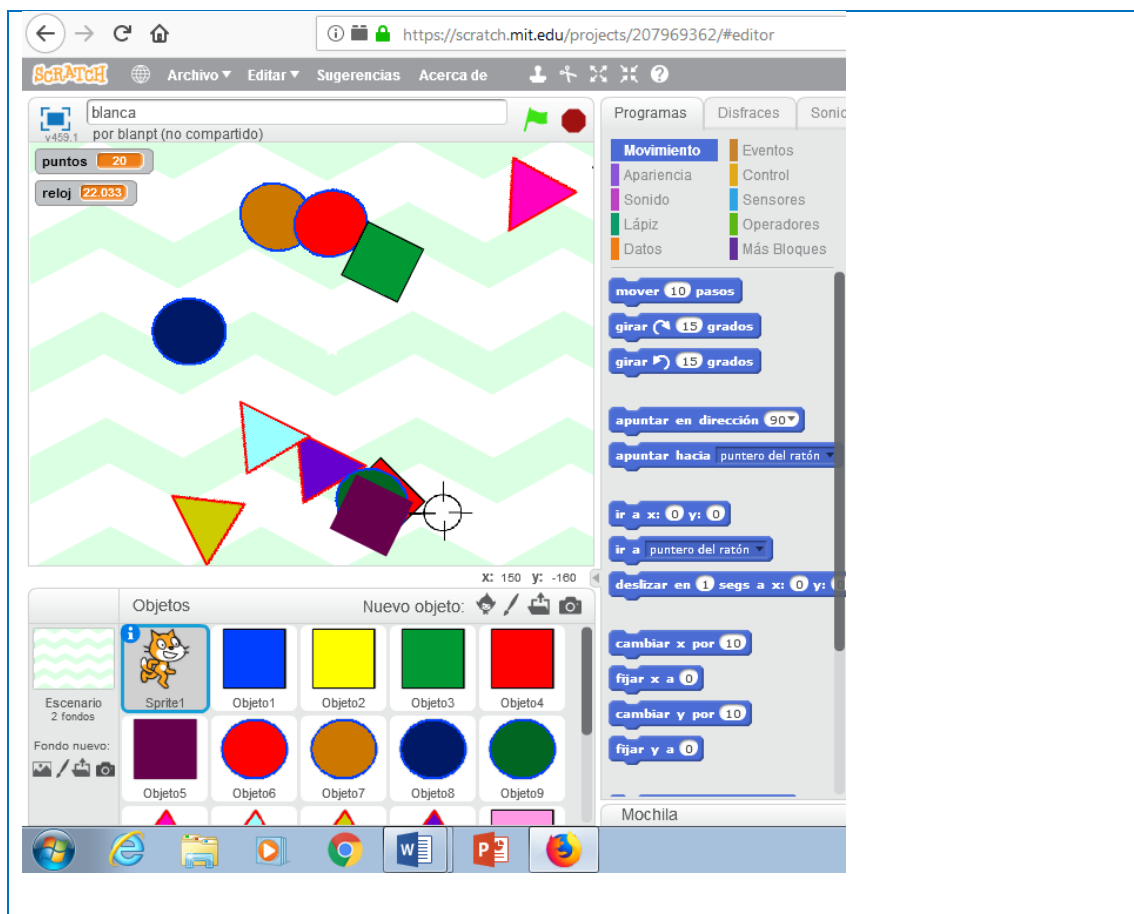 https://scratch.mit.edu/projects/207969362/#editor
SCRATCH Archivo Editar Sugerencias Acerca de
blanca
v459.1 por blanpt (no compartido)
puntos 20
reloj 22.033
X: 150 Y: -160
Objetos Nuevo objeto:
Escenario
2 fondos
Fondo nuevo:
Sprite1 Objeto1 Objeto2 Objeto3 Objeto4
Objeto5 Objeto6 Objeto7 Objeto8 Objeto9
Programas Disfraces Sonic
Movimiento Eventos
Apariencia Control
Sonido Sensores
Lápiz Operadores
Datos Más Bloques
mover 10 pasos
girar 15 grados
girar 15 grados
apuntar en dirección 90
apuntar hacia puntero del ratón
ir a x: 0 y: 0
ir a puntero del ratón
deslizar en 1 segs a x: 0 y:
cambiar x por 10
fijar x a 0
cambiar y por 10
fijar y a 0
Mochila